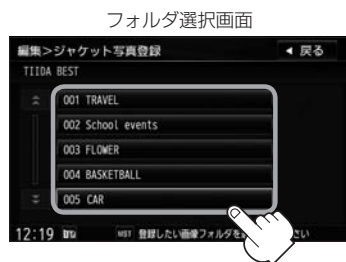 フォルダ選択画面
編集>ジャケット写真登録
戻る
TIIDA BEST
001 TRAVEL
002 School events
003 FLOWER
004 BASKETBALL
005 CAR
12:19 登録したい画像フォルダを さい